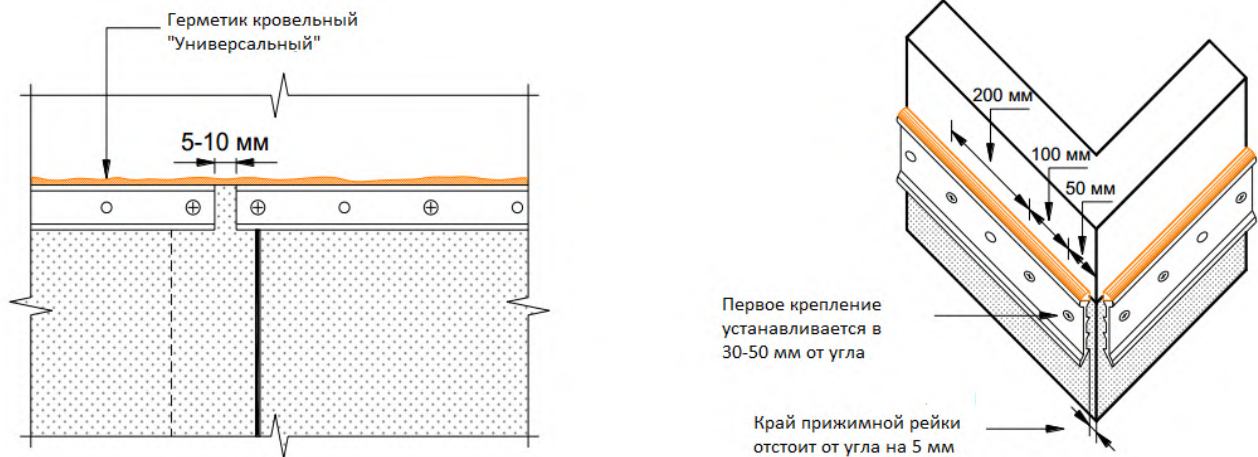 Герметик кровельный
"Универсальный"
5-10 мм
200 мм
100 мм
50 мм
Первое крепление
устанавливается в
30-50 мм от угла
Край прижимной рейки
отстоит от угла на 5 мм